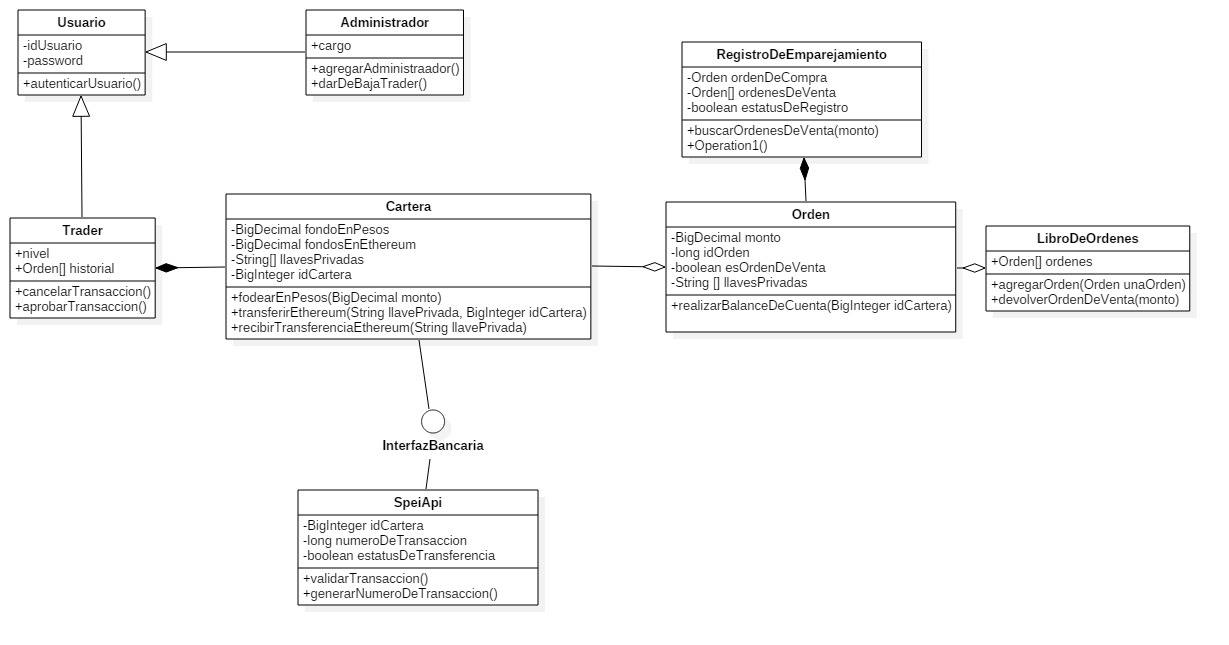 Usuario
-idUsuario
-password
+autenticarUsuario()
Administrador
+cargo
+agregarAdministraador()
+darDeBajaTrader()
RegistroDeEmparejamiento
-Orden ordenDeCompra
-Orden[] ordenesDeVenta
-boolean estatusDeRegistro
+buscarOrdenesDeVenta(monto)
+Operation1()
Trader
+nivel
+Orden[] historial
+cancelarTransaccion()
+aprobarTransaccion()
Cartera
-BigDecimal fondoEnPesos
-BigDecimal fondosEnEthereum
-String[] llavesPrivadas
-BigInteger idCartera
+fodearEnPesos(BigDecimal monto)
+transferirEthereum(String llavePrivada, BigInteger idCartera)
+recibirTransferenciaEthereum(String llavePrivada)
Orden
-BigDecimal monto
-long idOrden
-boolean esOrdenDeVenta
-String [] llavesPrivadas
+realizarBalanceDeCuenta(BigInteger idCartera)
LibroDeOrdenes
+Orden[] ordenes
+agregarOrden(Orden unaOrden)
+devolverOrdenDeVenta(monto)
InterfazBancaria
SpeiApi
-BigInteger idCartera
-long numeroDeTransaccion
-boolean estatusDeTransferencia
+validarTransaccion()
+generarNumeroDeTransaccion()